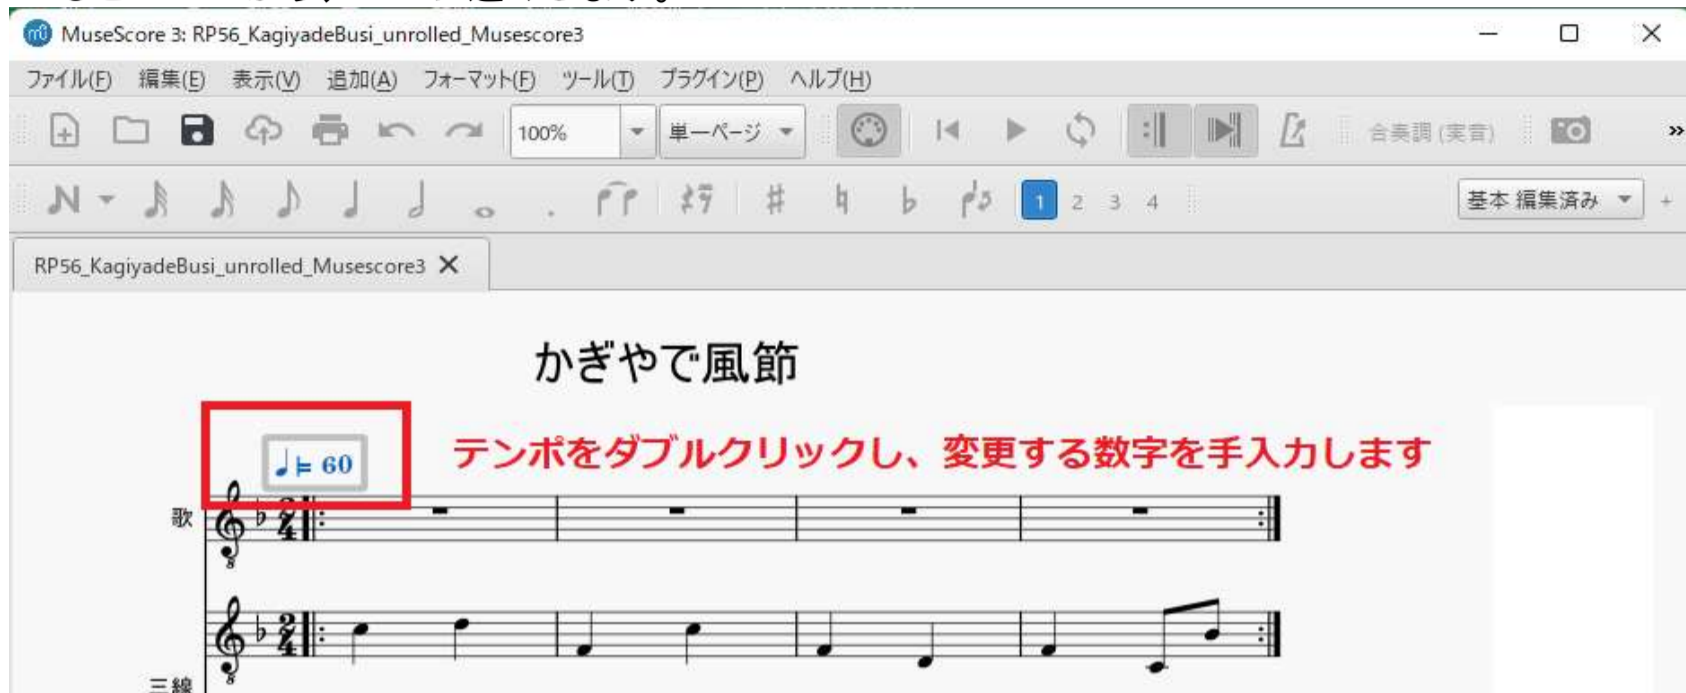 MuseScore 3: RP56_KagiyadeBusi_unrolled_Musescore3
ファイル(F) 編集(E) 表示(V) 追加(A) フォーマット(F) ツール(T) プラグイン(P) ヘルプ(H)
100% 単一ページ 合奏調 (実音) »
1 2 3 4 基本 編集済み +
RP56_KagiyadeBusi_unrolled_Musescore3
かぎやで風節
テンポをダブルクリックし、変更する数字を手入力します
♩ = 60
歌
三線